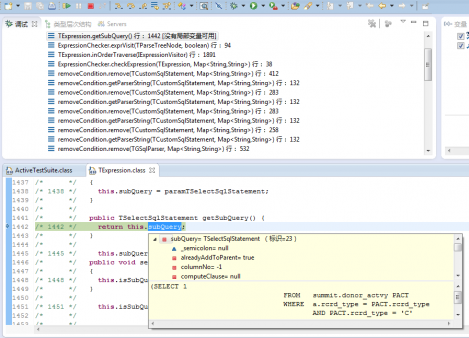 调试
类型层次结构
Servers
变量
TExpression.getSubQuery() 行: 1442 [没有局部变量可用]
ExpressionChecker.exprVisit(TParseTreeNode, boolean) 行: 94
TExpression.inOrderTraverse(IExpressionVisitor) 行: 1891
ExpressionChecker.checkExpression(TExpression, Map<String,String>) 行: 38
removeCondition.remove(TCustomSqlStatement, Map<String,String>) 行: 412
removeCondition.getParserString(TCustomSqlStatement, Map<String,String>) 行: 132
removeCondition.remove(TCustomSqlStatement, Map<String,String>) 行: 283
removeCondition.getParserString(TCustomSqlStatement, Map<String,String>) 行: 132
removeCondition.remove(TCustomSqlStatement, Map<String,String>) 行: 283
removeCondition.getParserString(TCustomSqlStatement, Map<String,String>) 行: 132
removeCondition.remove(TCustomSqlStatement, Map<String,String>) 行: 258
removeCondition.getParserString(TCustomSqlStatement, Map<String,String>) 行: 132
removeCondition.remove(TGSqlParser, Map<String,String>) 行: 532
ActiveTestSuite.class
TExpression.class
1437 /* */ {
1438 /* 1438 */ this.subQuery = paramTSelectSqlStatement;
1439 /* */ }
1440 /* */
1441 /* */ public TSelectSqlStatement getSubQuery() {
1442 /* 1442 */ return this.subQuery;
1443 /* */ }
1444 /* */
1445 /* 1445 */ this.subQuer
1446 /* */ public void se
1447 /* */ {
1448 /* 1448 */ this.isSubQu
1449 /* */ }
1450 /* */
1451 /* 1451 */ this.isSubQu
subQuery= TSelectSqlStatement (标识=23)
_semicolon= null
alreadyAddToParent= true
columnNo= -1
computeClause= null
(SELECT 1
FROM summit.donor_actvy PACT
WHERE a.rcrd_type = PACT.rcrd_type
AND PACT.rcrd_type = 'C'